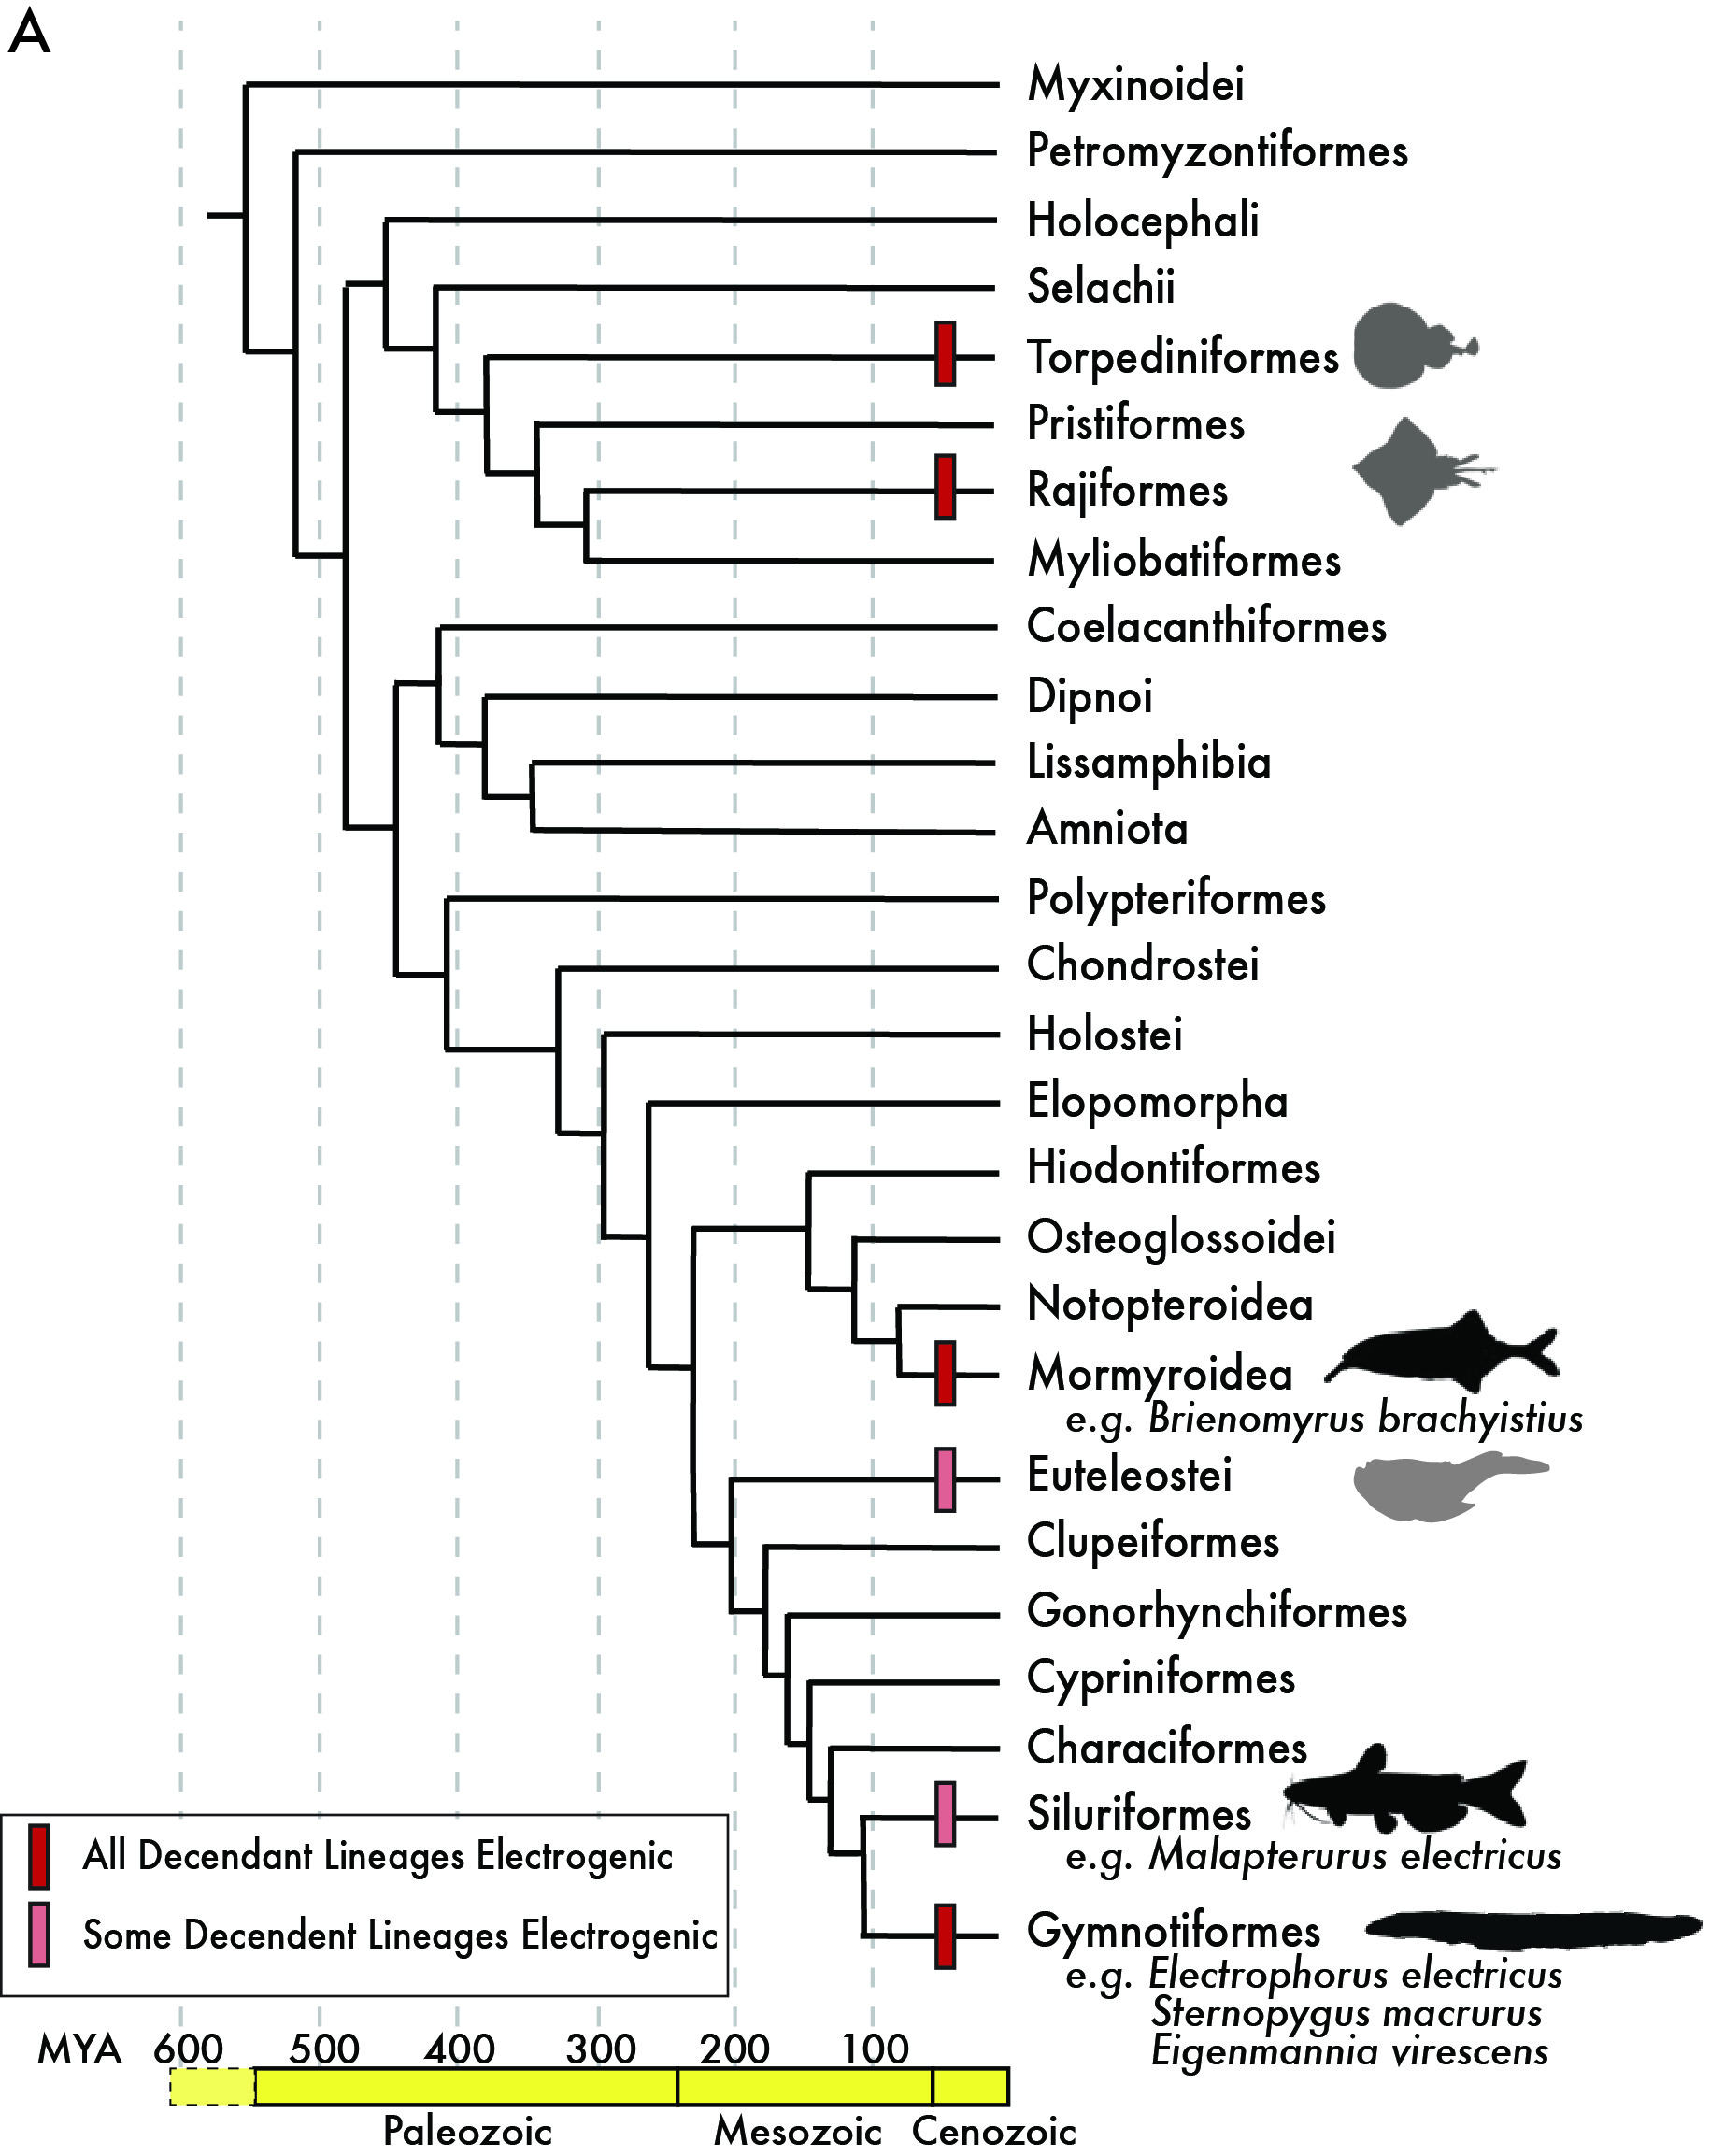 A
Myxinoidei
Petromyzontiformes
Holocephali
Selachii
Torpediniformes
Pristiformes
Rajiformes
Myliobatiformes
Coelacanthiformes
Dipnoi
Lissamphibia
Amniota
Polypteriformes
Chondrostei
Holostei
Elopomorpha
Hiodontiformes
Osteoglossoidei
Notopteroidea
Mormyroidea
e.g. Brienomyrus brachyistius
Euteleostei
Clupeiformes
Gonorhynchiformes
Cypriniformes
Characiformes
Siluriformes
e.g. Malapterurus electricus
Gymnotiformes
e.g. Electrophorus electricus
Sternopygus macrurus
Eigenmannia virescens
All Decendant Lineages Electrogenic
Some Decendent Lineages Electrogenic
MYA 600 500 400 300 200 100
Paleozoic Mesozoic Cenozoic